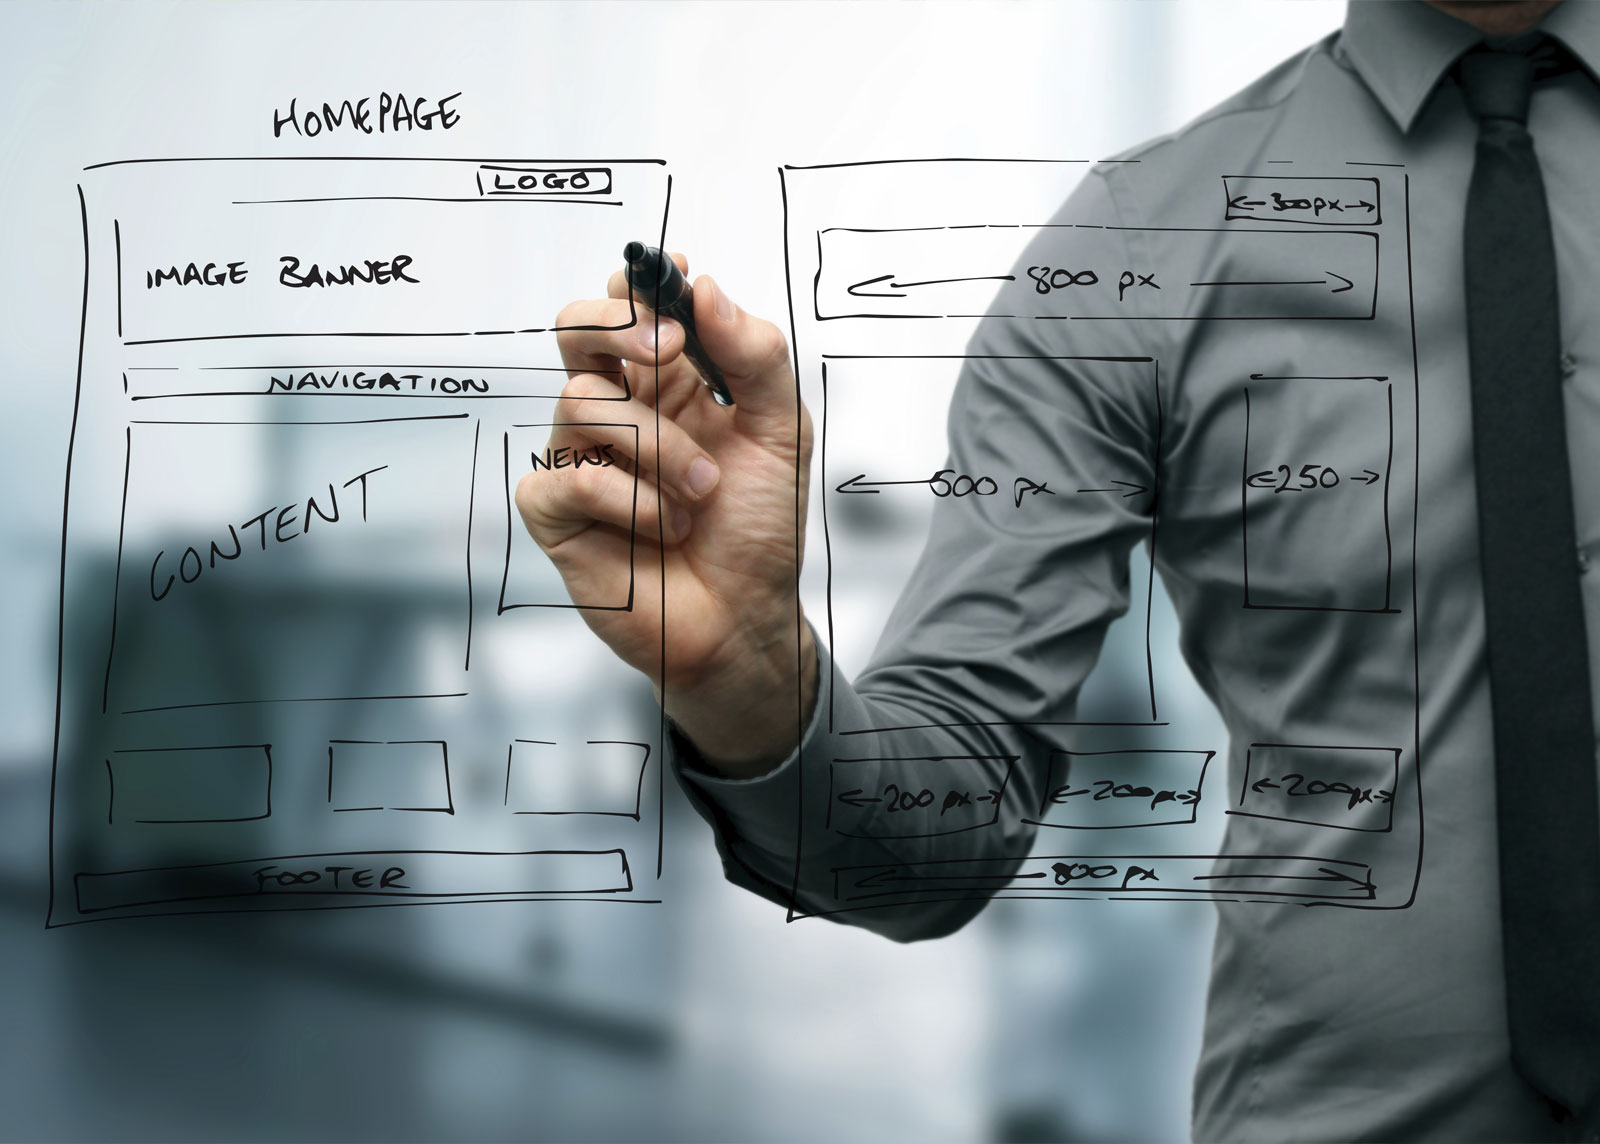 HOMEPAGE
LOGO
IMAGE BANNER
NAVIGATION
CONTENT
NEWS
FOOTER
300px
800 px
500 px
250
200 px
200px
200px
800 px